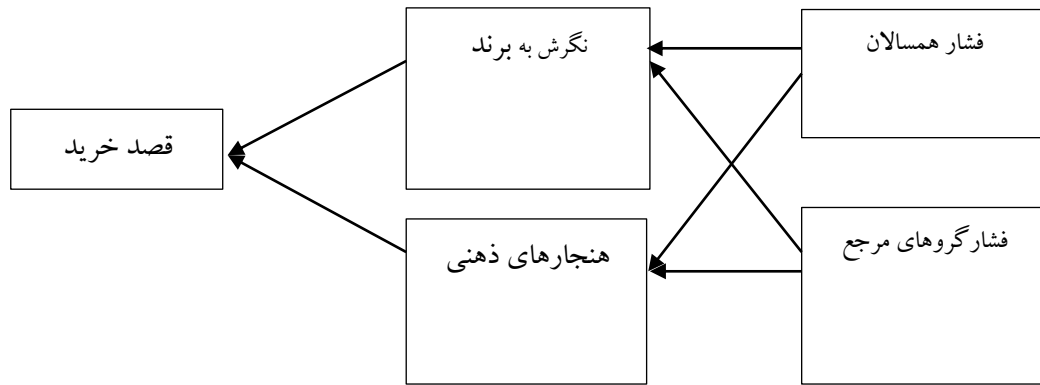 فشار همسالان
نگرش به برند
قصد خرید
فشارگروهای مرجع
هنجارهای ذهنی